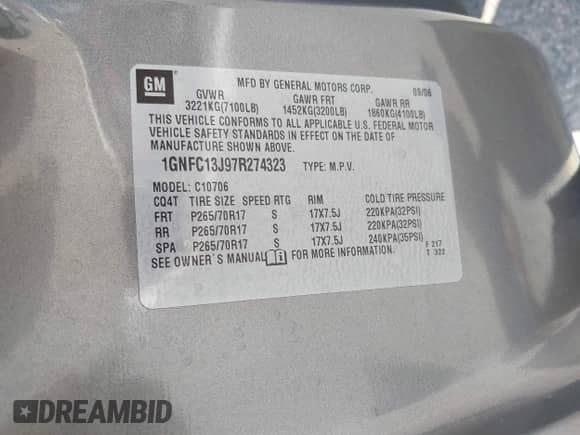 GM
MFD BY GENERAL MOTORS CORP. 09/06
GVWR GAWR FRT GAWR RR
3221KG(7100LB) 1452KG(3200LB) 1860KG(4100LB)
THIS VEHICLE CONFORMS TO ALL APPLICABLE U.S. FEDERAL MOTOR
VEHICLE SAFETY STANDARDS IN EFFECT ON THE DATE OF
MANUFACTURE SHOWN ABOVE.
1GNFC13J97R274323 TYPE: M.P.V.
MODEL: C10706
CQ4T TIRE SIZE SPEED RTG RIM COLD TIRE PRESSURE
FRT P265/70R17 S 17X7.5J 220KPA(32PSI)
RR P265/70R17 S 17X7.5J 220KPA(32PSI)
SPA P265/70R17 S 17X7.5J 240KPA(35PSI)
SEE OWNER'S MANUAL FOR MORE INFORMATION.
F 217
T 322
DREAMBID